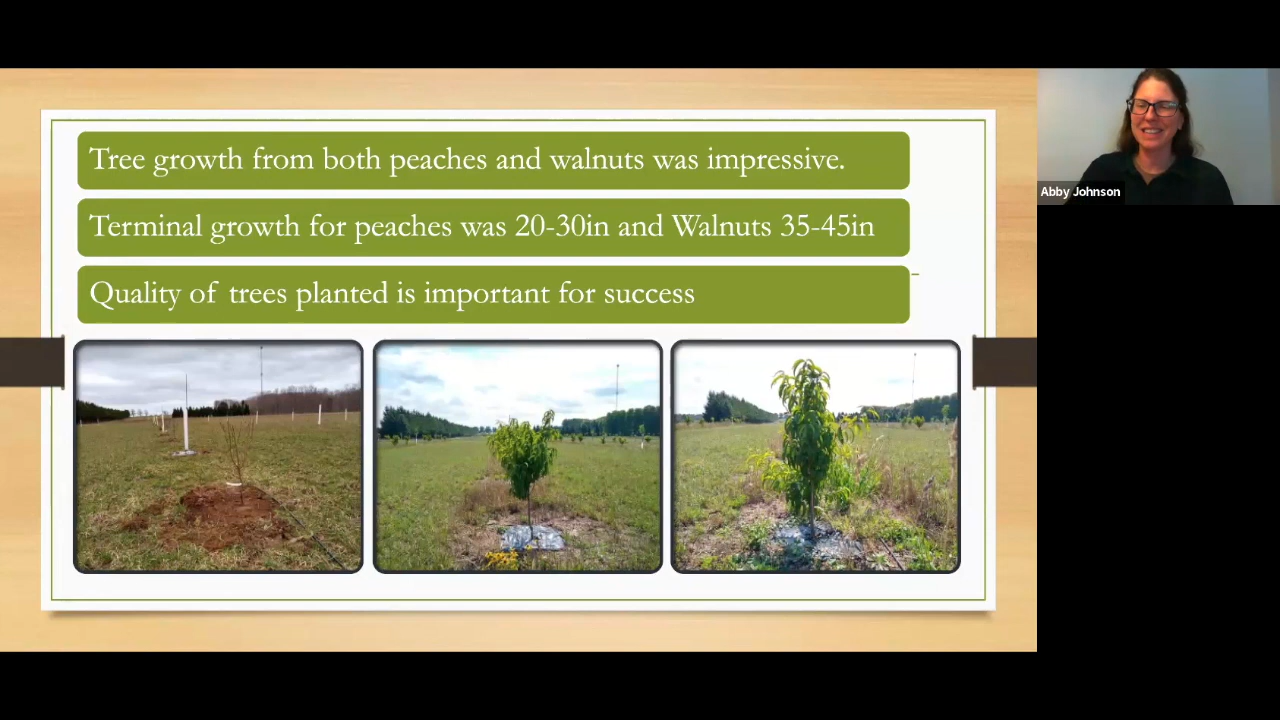 Tree growth from both peaches and walnuts was impressive.
Terminal growth for peaches was 20-30in and Walnuts 35-45in
Quality of trees planted is important for success
Abby Johnson